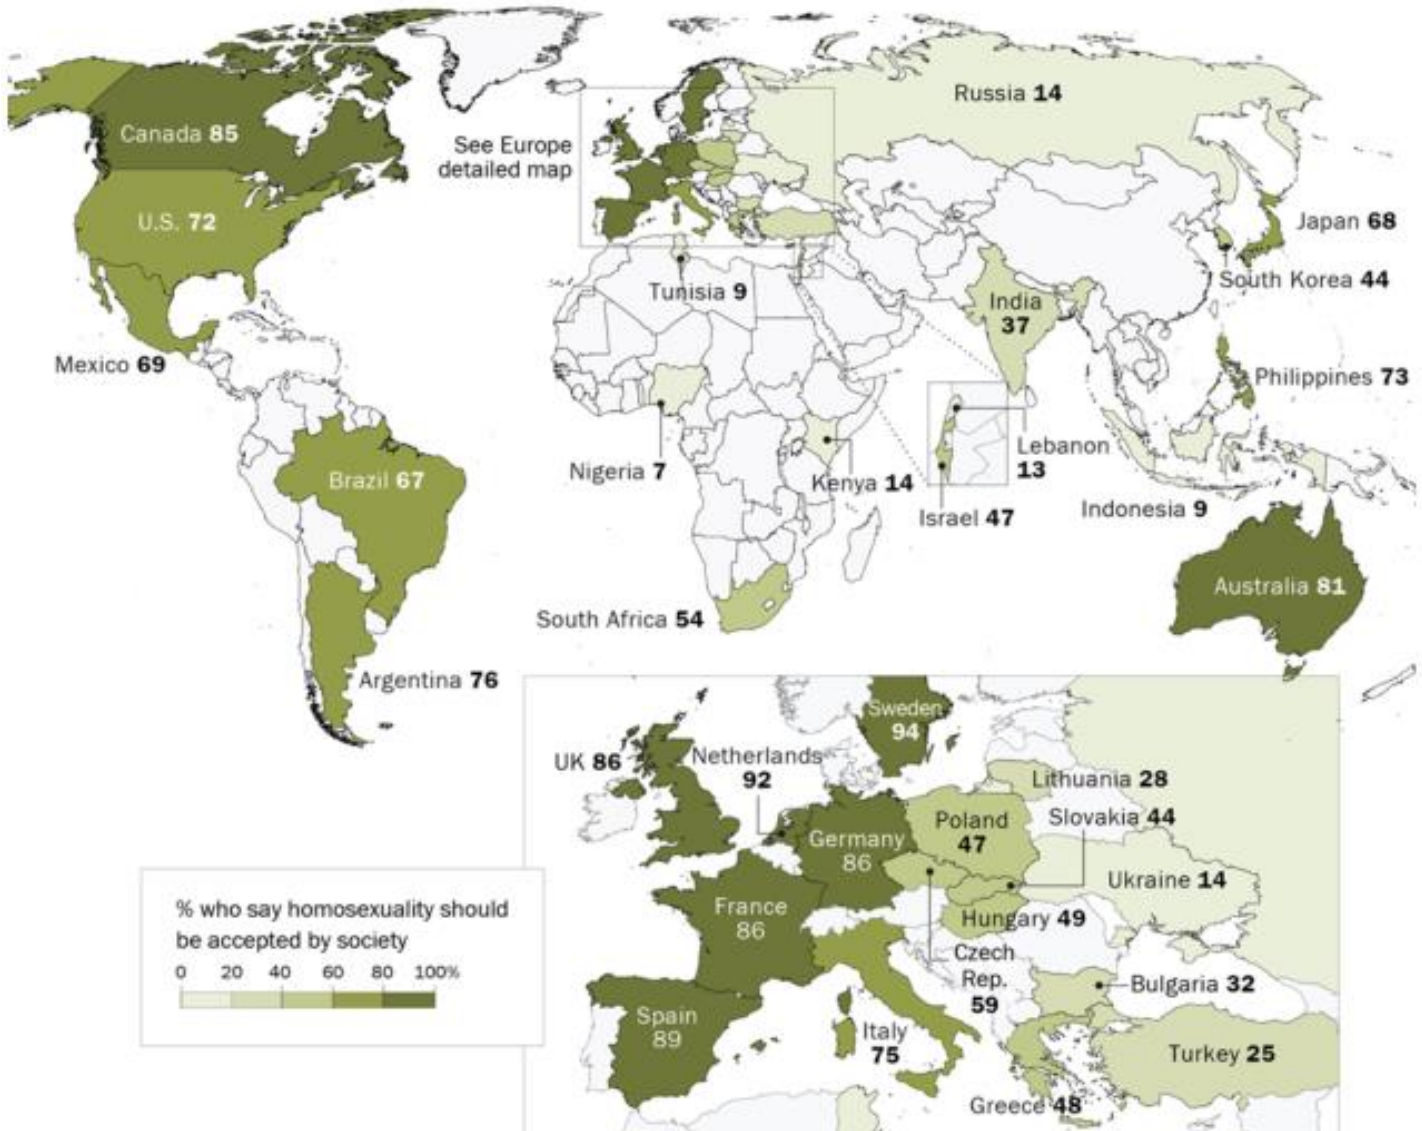 Russia 14
Canada 85
See Europe
detailed map
U.S. 72
Japan 68
South Korea 44
Tunisia 9
India
37
Mexico 69
Philippines 73
Lebanon
13
Nigeria 7
Kenya 14
Brazil 67
Israel 47
Indonesia 9
Australia 81
South Africa 54
Argentina 76
Sweden
94
UK 86
Netherlands
92
Lithuania 28
Slovakia 44
Poland
47
Germany
86
Ukraine 14
France
86
Hungary 49
Czech
Rep.
59
Bulgaria 32
Spain
89
Italy
75
Turkey 25
Greece 48
% who say homosexuality should
be accepted by society
0 20 40 60 80 100%